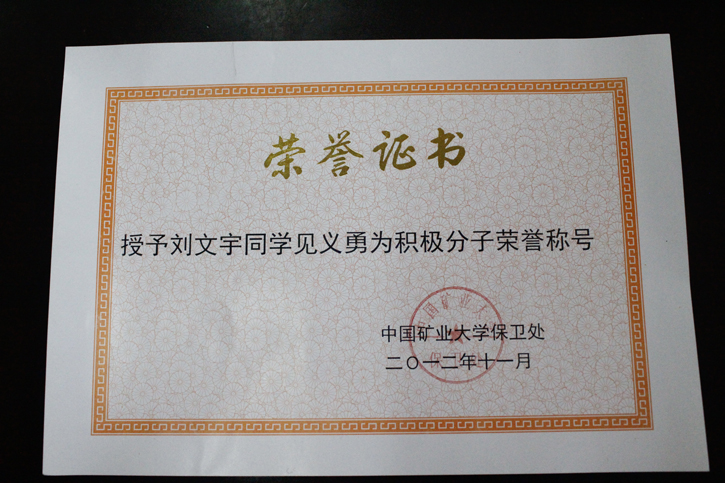 荣誉证书
授予刘文宇同学见义勇为积极分子荣誉称号
中国矿业大学保卫处
二〇一二年十一月